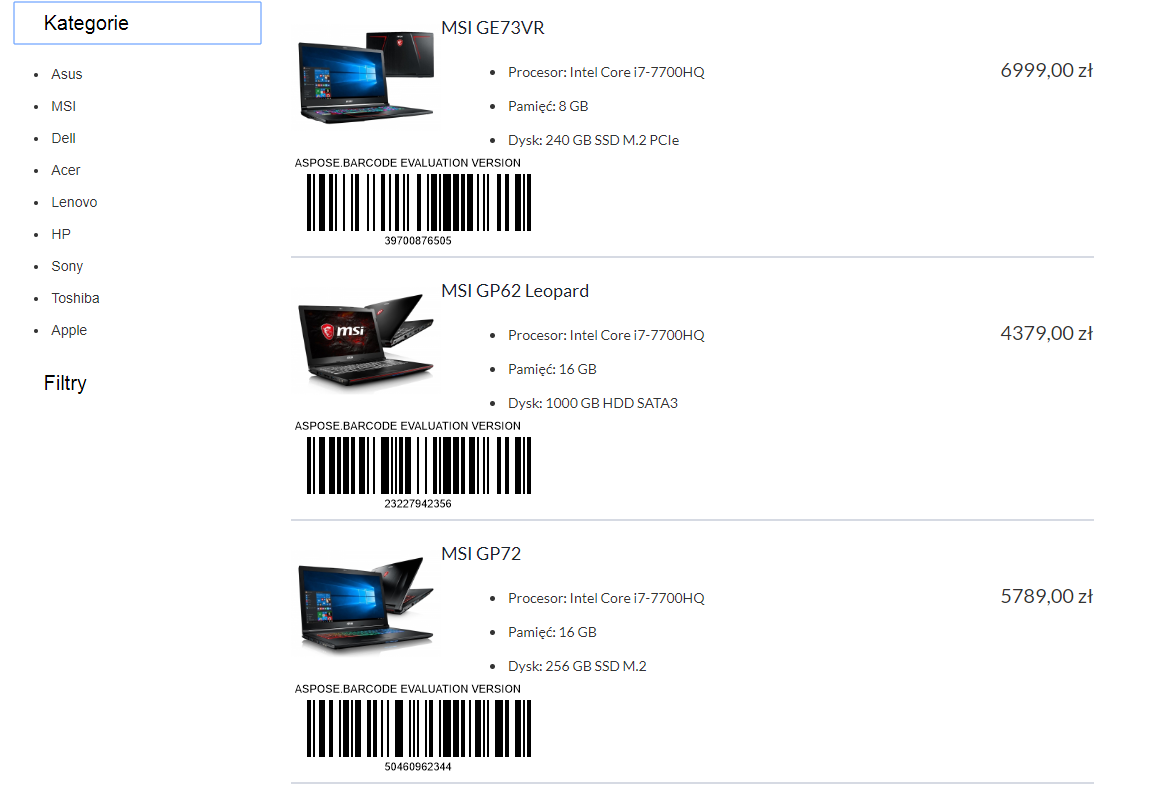 Kategorie
Asus
MSI
Dell
Acer
Lenovo
HP
Sony
Toshiba
Apple
Filtry
MSI GE73VR
Procesor: Intel Core i7-7700HQ
6999,00 zł
Pamięć: 8 GB
Dysk: 240 GB SSD M.2 PCIe
ASPOSE.BARCODE EVALUATION VERSION
39700876505
MSI GP62 Leopard
msi
Procesor: Intel Core i7-7700HQ
4379,00 zł
Pamięć: 16 GB
Dysk: 1000 GB HDD SATA3
ASPOSE.BARCODE EVALUATION VERSION
23227942356
MSI GP72
Procesor: Intel Core i7-7700HQ
5789,00 zł
Pamięć: 16 GB
Dysk: 256 GB SSD M.2
ASPOSE.BARCODE EVALUATION VERSION
50460962344